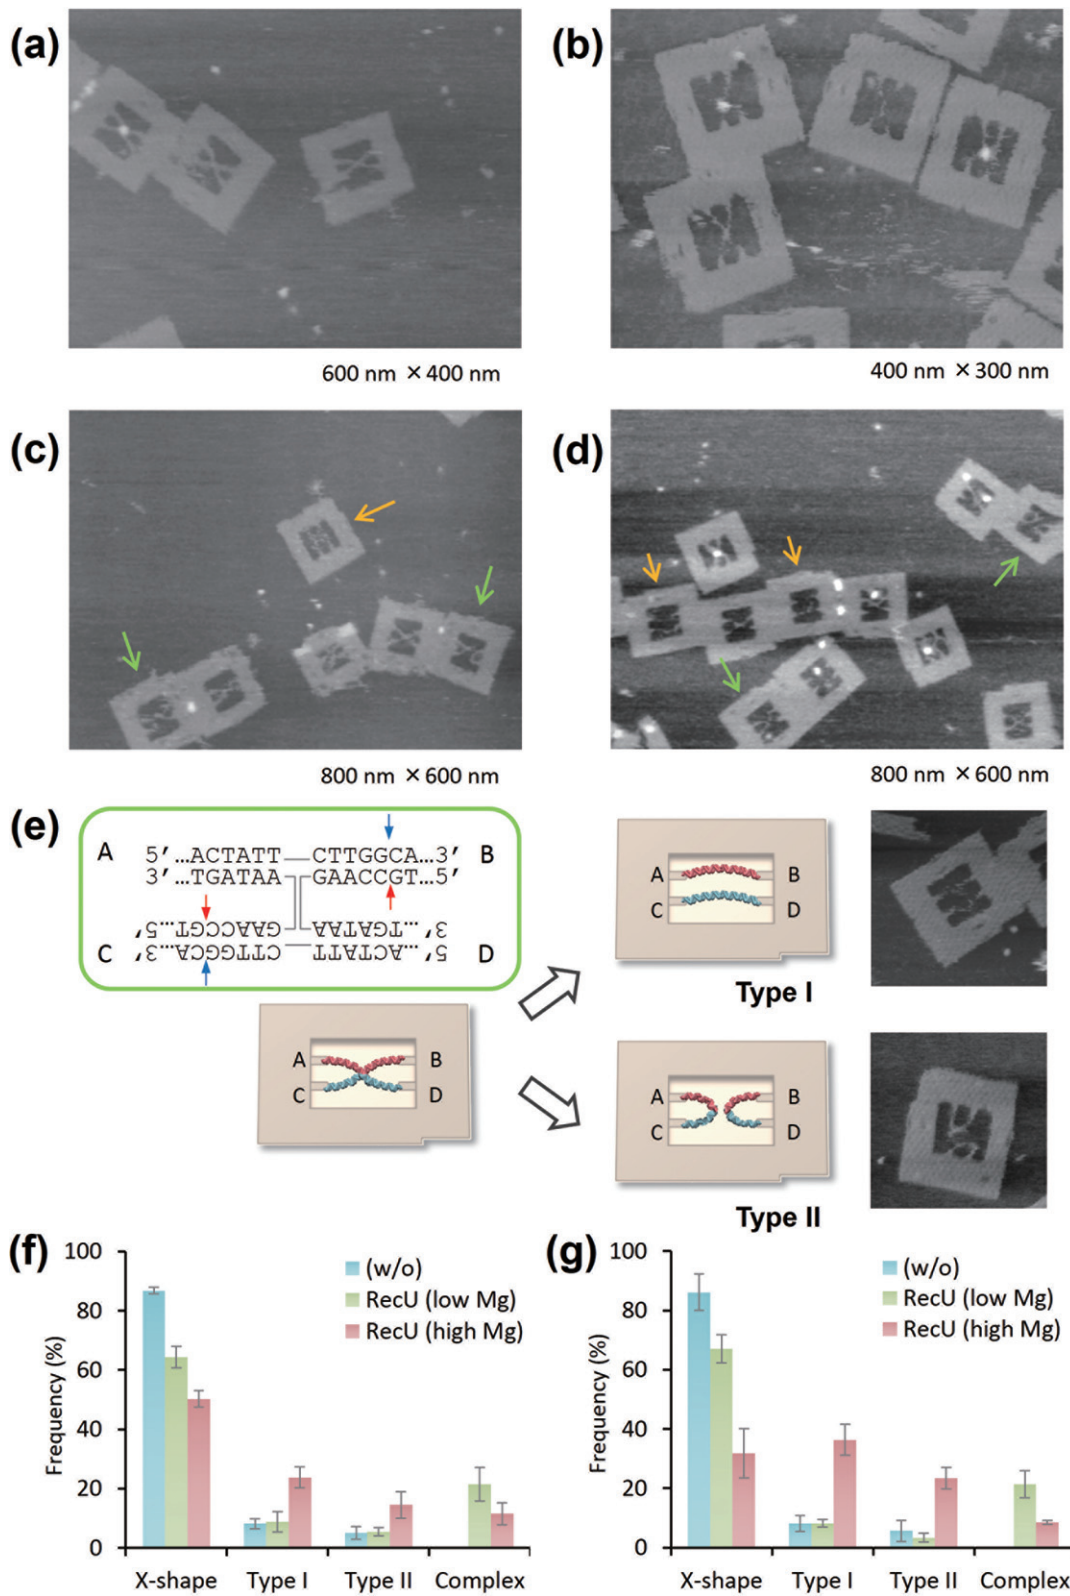 (a)
(b)
600 nm ×400 nm
400 nm ×300 nm
(c)
(d)
800 nm ×600 nm
800 nm ×600 nm
(e)
A 5′…ACTATT CTTGGCA…3′ B
3′…TGATAA GAACCGT…5′
5′…TGCCAAG AATAGT…3′
C 3′…ACGGTTC TTATCA…5′ D
A B
C D
Type I
A B
C D
A B
C D
Type II
(f)
100
80
60
40
20
0
Frequency (%)
(w/o)
RecU (low Mg)
RecU (high Mg)
X-shape Type I Type II Complex
(g)
100
80
60
40
20
0
Frequency (%)
(w/o)
RecU (low Mg)
RecU (high Mg)
X-shape Type I Type II Complex